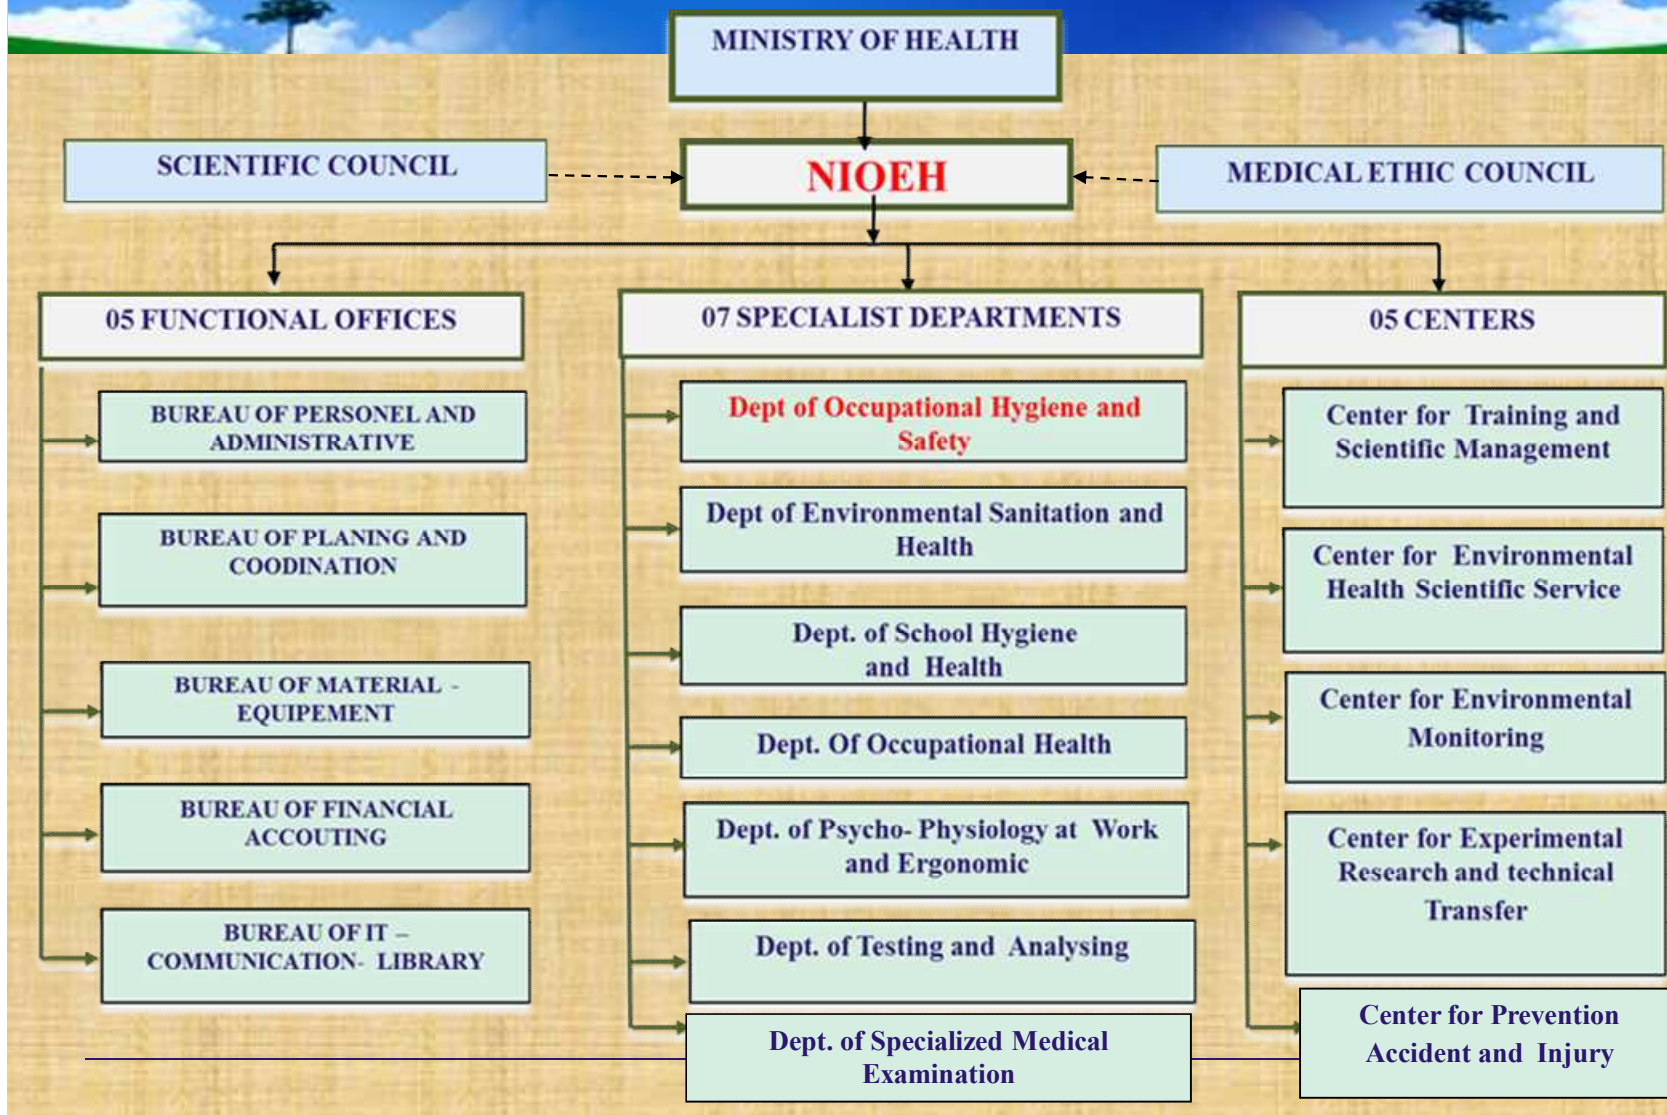 MINISTRY OF HEALTH
SCIENTIFIC COUNCIL
NIOEH
MEDICAL ETHIC COUNCIL
05 FUNCTIONAL OFFICES
BUREAU OF PERSONEL AND
ADMINISTRATIVE
BUREAU OF PLANING AND
COODINATION
BUREAU OF MATERIAL -
EQUIPEMENT
BUREAU OF FINANCIAL
ACCOUTING
BUREAU OF IT –
COMMUNICATION- LIBRARY
07 SPECIALIST DEPARTMENTS
Dept of Occupational Hygiene and
Safety
Dept of Environmental Sanitation and
Health
Dept. of School Hygiene
and Health
Dept. Of Occupational Health
Dept. of Psycho- Physiology at Work
and Ergonomic
Dept. of Testing and Analysing
Dept. of Specialized Medical
Examination
05 CENTERS
Center for Training and
Scientific Management
Center for Environmental
Health Scientific Service
Center for Environmental
Monitoring
Center for Experimental
Research and technical
Transfer
Center for Prevention
Accident and Injury